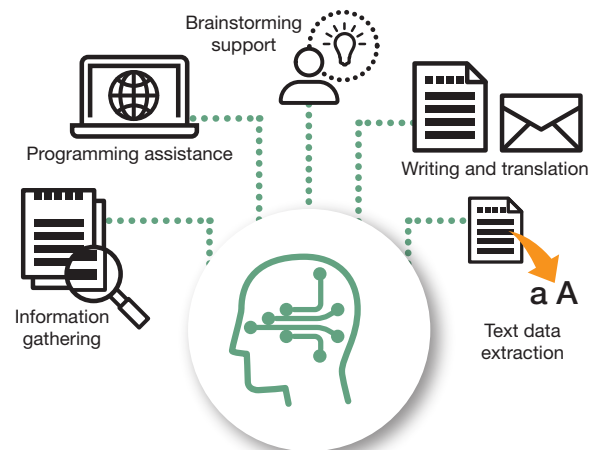 Brainstorming
support
Programming assistance
Writing and translation
Information
gathering
a A
Text data
extraction